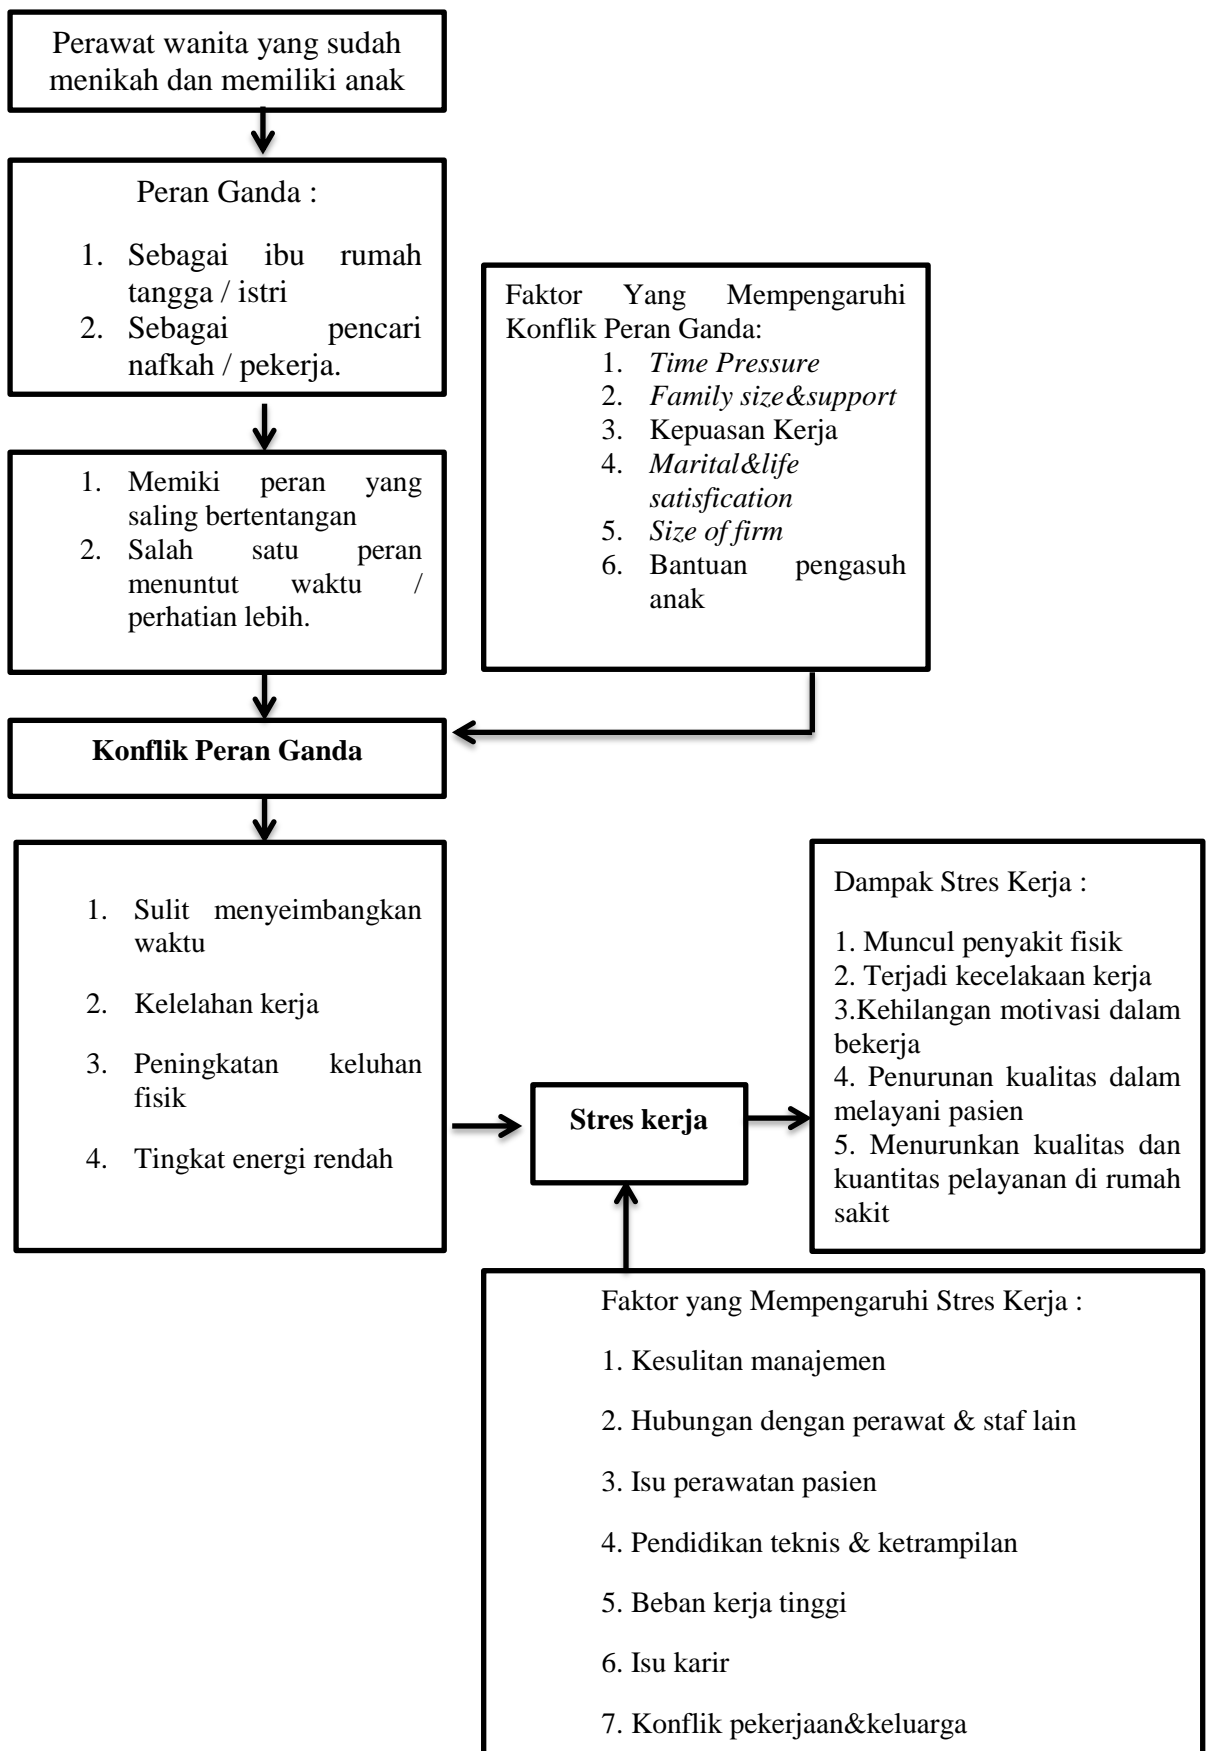 Perawat wanita yang sudah
menikah dan memiliki anak
Peran Ganda :
1. Sebagai ibu rumah
tangga / istri
2. Sebagai pencari
nafkah / pekerja.
Faktor Yang Mempengaruhi
Konflik Peran Ganda:
1. Time Pressure
2. Family size&support
3. Kepuasan Kerja
4. Marital&life
satisfication
5. Size of firm
6. Bantuan pengasuh
anak
1. Memiki peran yang
saling bertentangan
2. Salah satu peran
menuntut waktu /
perhatian lebih.
Konflik Peran Ganda
1. Sulit menyeimbangkan
waktu
2. Kelelahan kerja
3. Peningkatan keluhan
fisik
4. Tingkat energi rendah
Stres kerja
Dampak Stres Kerja :
1. Muncul penyakit fisik
2. Terjadi kecelakaan kerja
3.Kehilangan motivasi dalam
bekerja
4. Penurunan kualitas dalam
melayani pasien
5. Menurunkan kualitas dan
kuantitas pelayanan di rumah
sakit
Faktor yang Mempengaruhi Stres Kerja :
1. Kesulitan manajemen
2. Hubungan dengan perawat & staf lain
3. Isu perawatan pasien
4. Pendidikan teknis & ketrampilan
5. Beban kerja tinggi
6. Isu karir
7. Konflik pekerjaan&keluarga